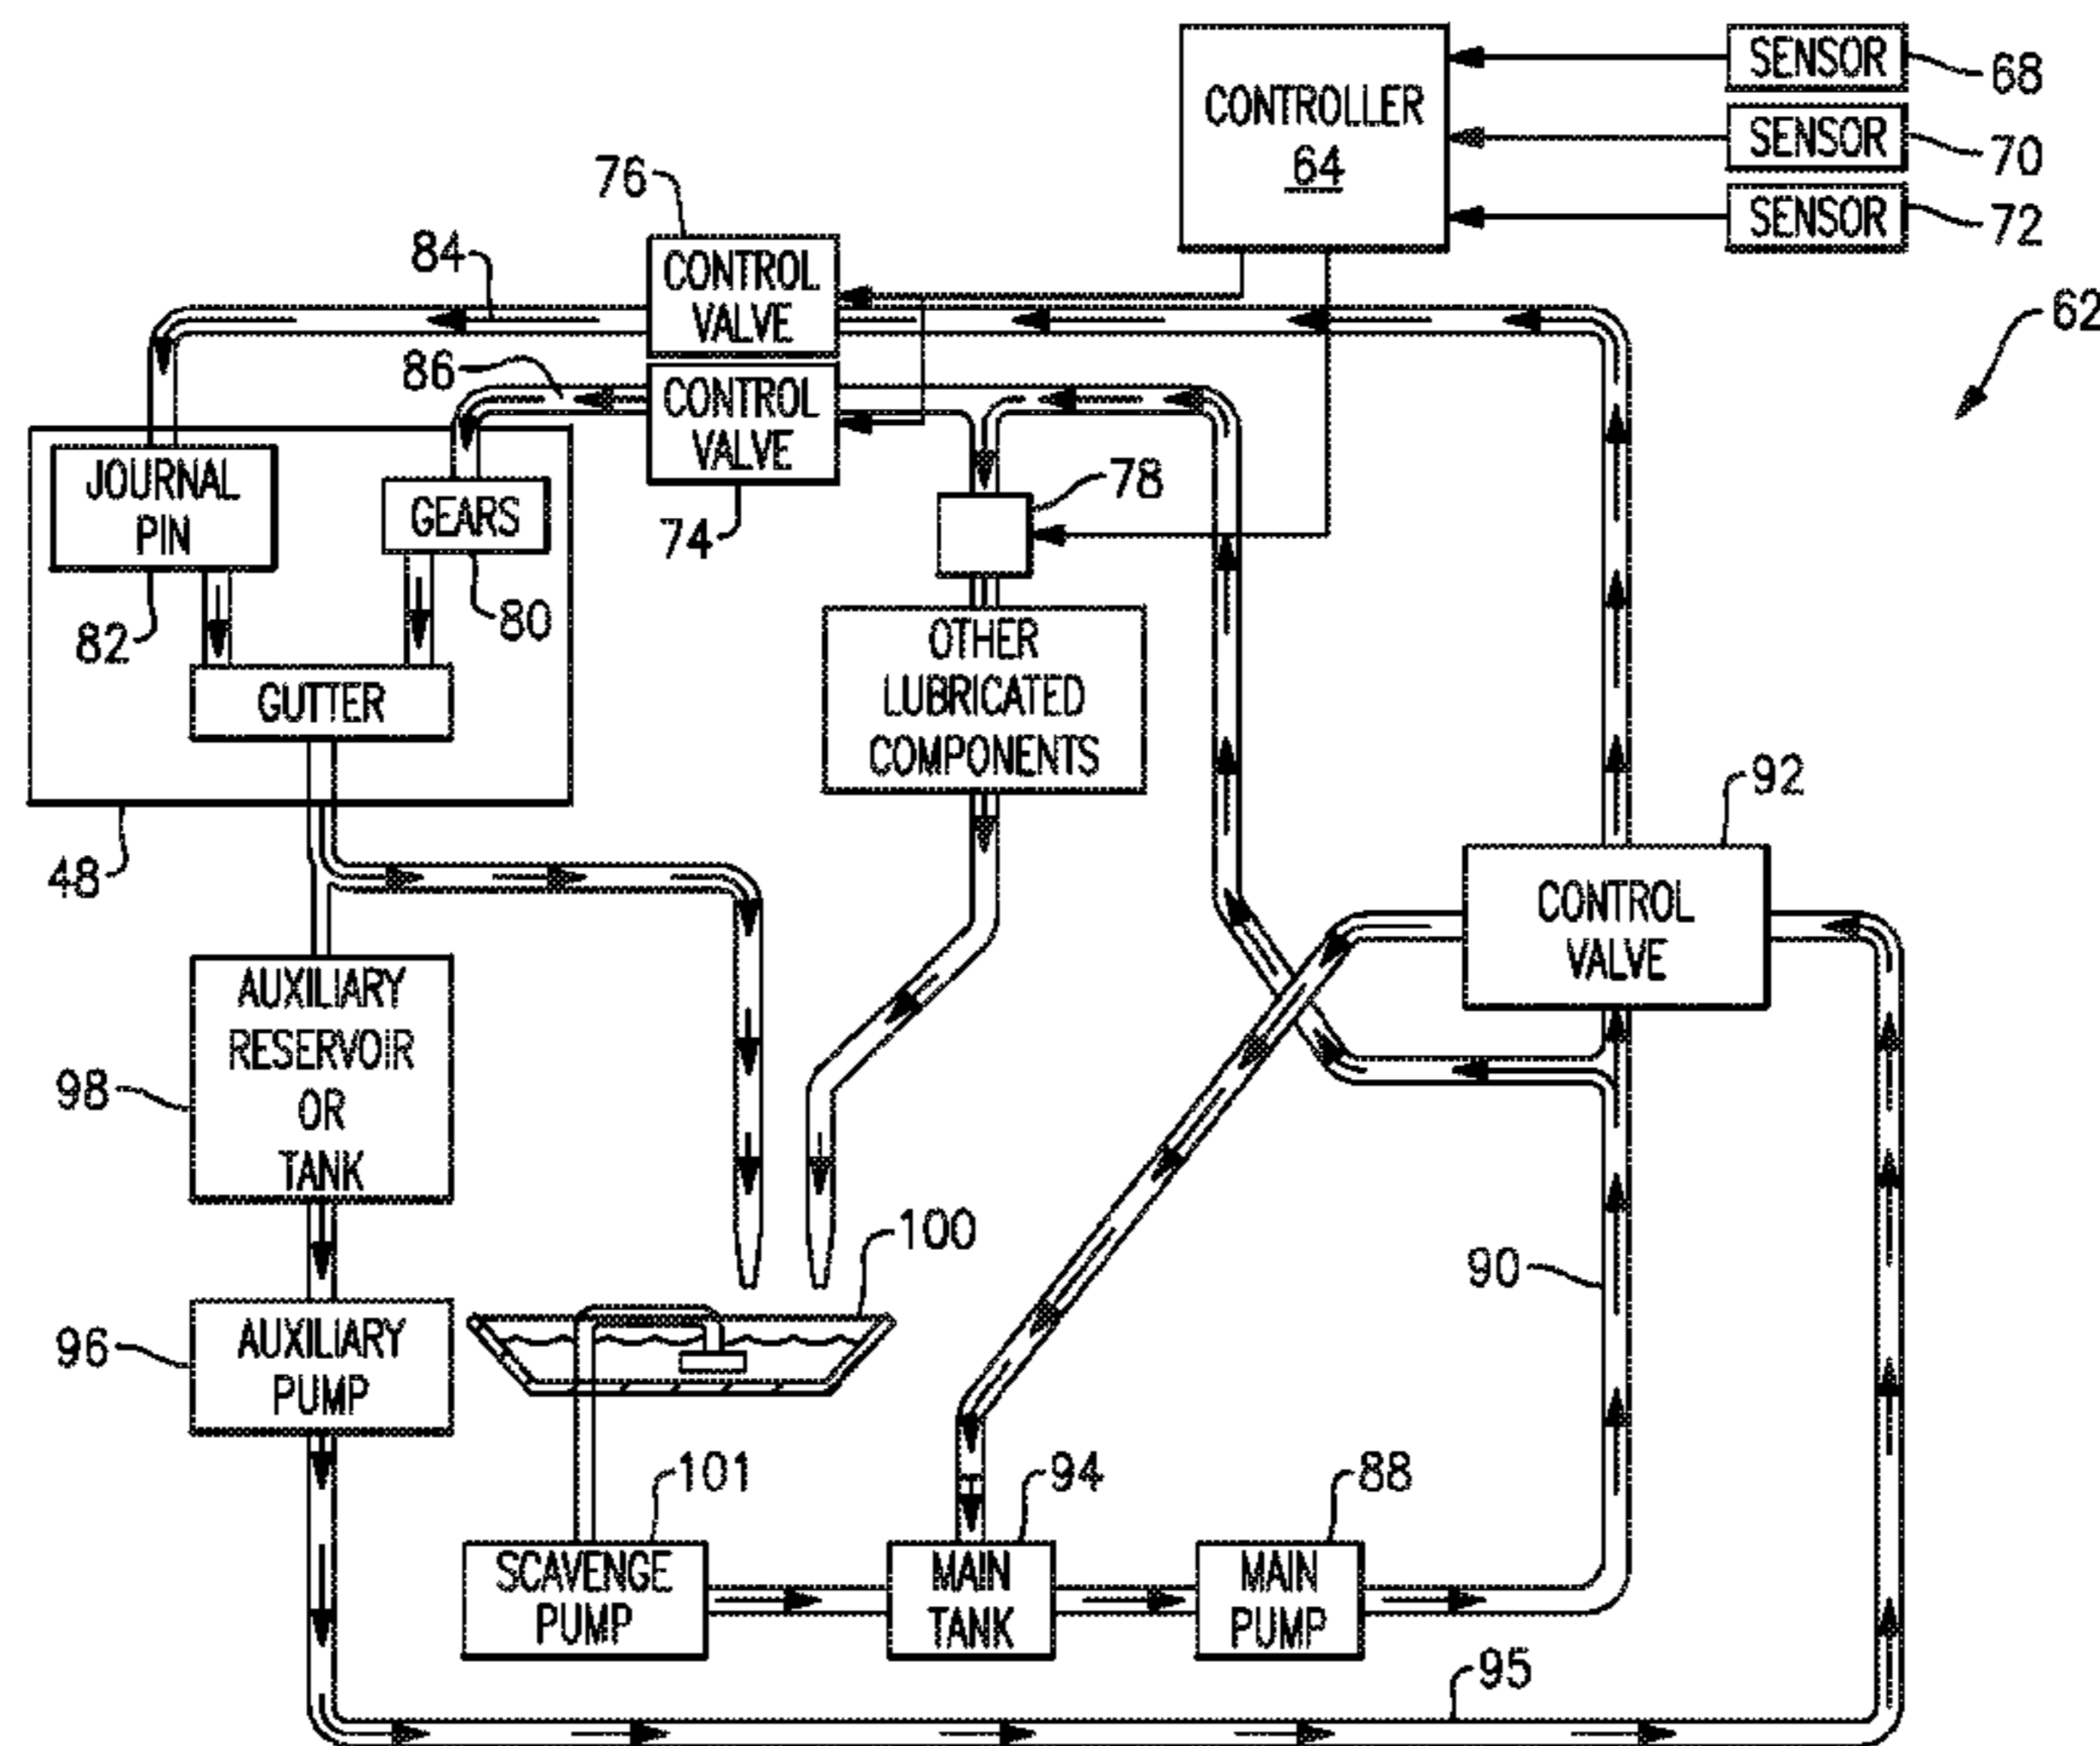 SENSOR
68
CONTROLLER
64
SENSOR
70
SENSOR
72
76
84
CONTROL
VALVE
62
86
CONTROL
VALVE
74
78
JOURNAL
PIN
GEARS
82
80
GUTTER
48
OTHER
LUBRICATED
COMPONENTS
92
CONTROL
VALVE
AUXILIARY
RESERVOIR
OR
TANK
98
100
90
AUXILIARY
PUMP
96
101
94
88
SCAVENGE
PUMP
MAIN
TANK
MAIN
PUMP
95